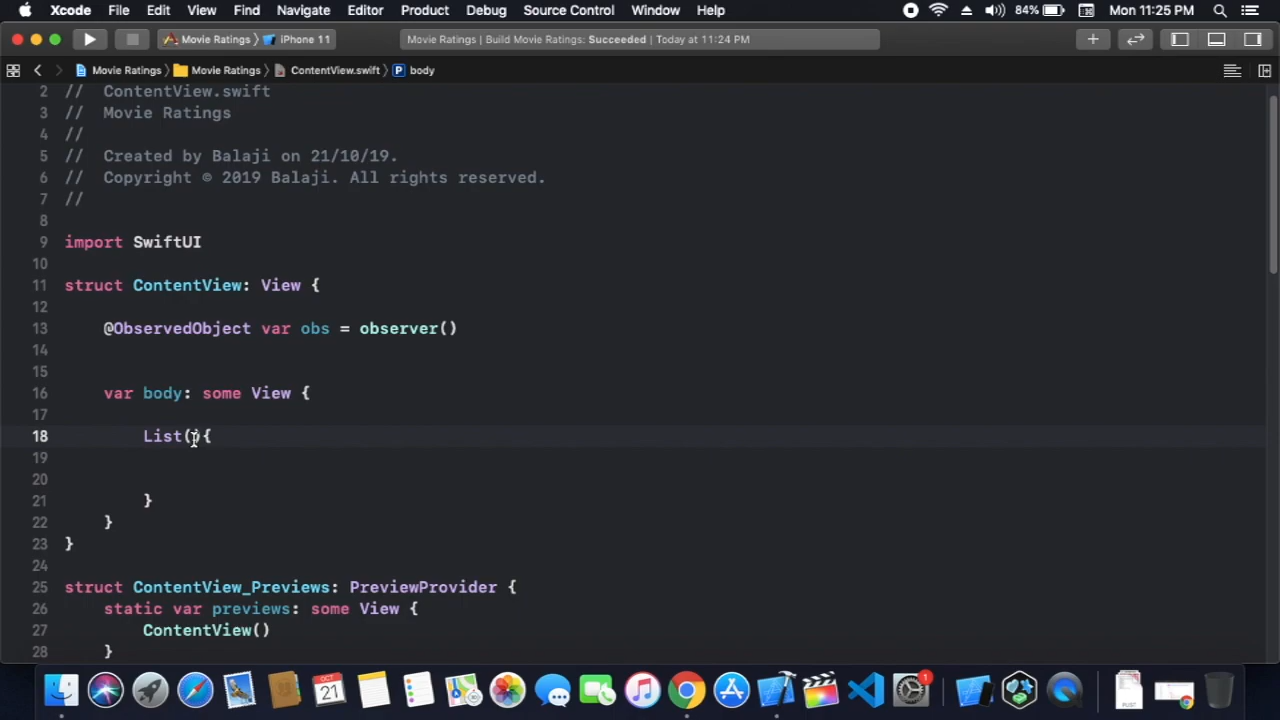 Xcode File Edit View Find Navigate Editor Product Debug Source Control Window Help 84% Mon 11:25 PM
Movie Ratings iPhone 11 Movie Ratings | Build Movie Ratings: Succeeded | Today at 11:24 PM
Movie Ratings Movie Ratings ContentView.swift P body
2 // ContentView.swift
3 // Movie Ratings
4 //
5 // Created by Balaji on 21/10/19.
6 // Copyright © 2019 Balaji. All rights reserved.
7 //
8
9 import SwiftUI
10
11 struct ContentView: View {
12
13 @ObservedObject var obs = observer()
14
15
16 var body: some View {
17
18 List(){
19
20
21 }
22 }
23 }
24
25 struct ContentView_Previews: PreviewProvider {
26 static var previews: some View {
27 ContentView()
28 }
OCT
21
1